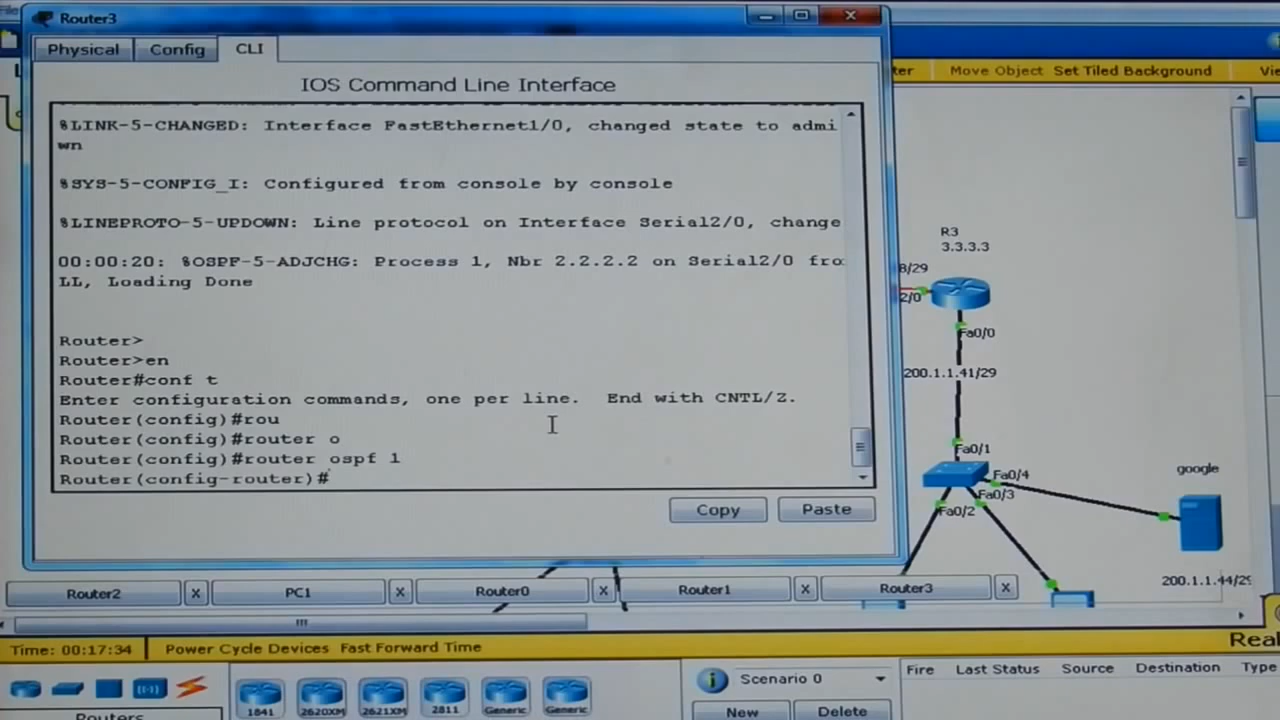 Router3
Physical
Config
CLI
IOS Command Line Interface
%LINK-5-CHANGED: Interface FastEthernet1/0, changed state to admi
wn
%SYS-5-CONFIG_I: Configured from console by console
%LINEPROTO-5-UPDOWN: Line protocol on Interface Serial2/0, change
00:00:20: %OSPF-5-ADJCHG: Process 1, Nbr 2.2.2.2 on Serial2/0 fro
LL, Loading Done
Router>
Router>en
Router#conf t
Enter configuration commands, one per line.  End with CNTL/Z.
Router(config)#rou
Router(config)#router o
Router(config)#router ospf 1
Router(config-router)#
Copy
Paste
ter
Move Object
Set Tiled Background
R3
3.3.3.3
8/29
2/0
Fa0/0
200.1.1.41/29
Fa0/1
Fa0/4
Fa0/3
Fa0/2
google
200.1.1.44/29
Router2 X
PC1 X
Router0 X
Router1 X
Router3 X
Time: 00:17:34
Power Cycle Devices
Fast Forward Time
Real
Scenario 0
Fire
Last Status
Source
Destination
Type
1841
2620XM
2621XM
2811
Generic
Generic
Routers
New
Delete